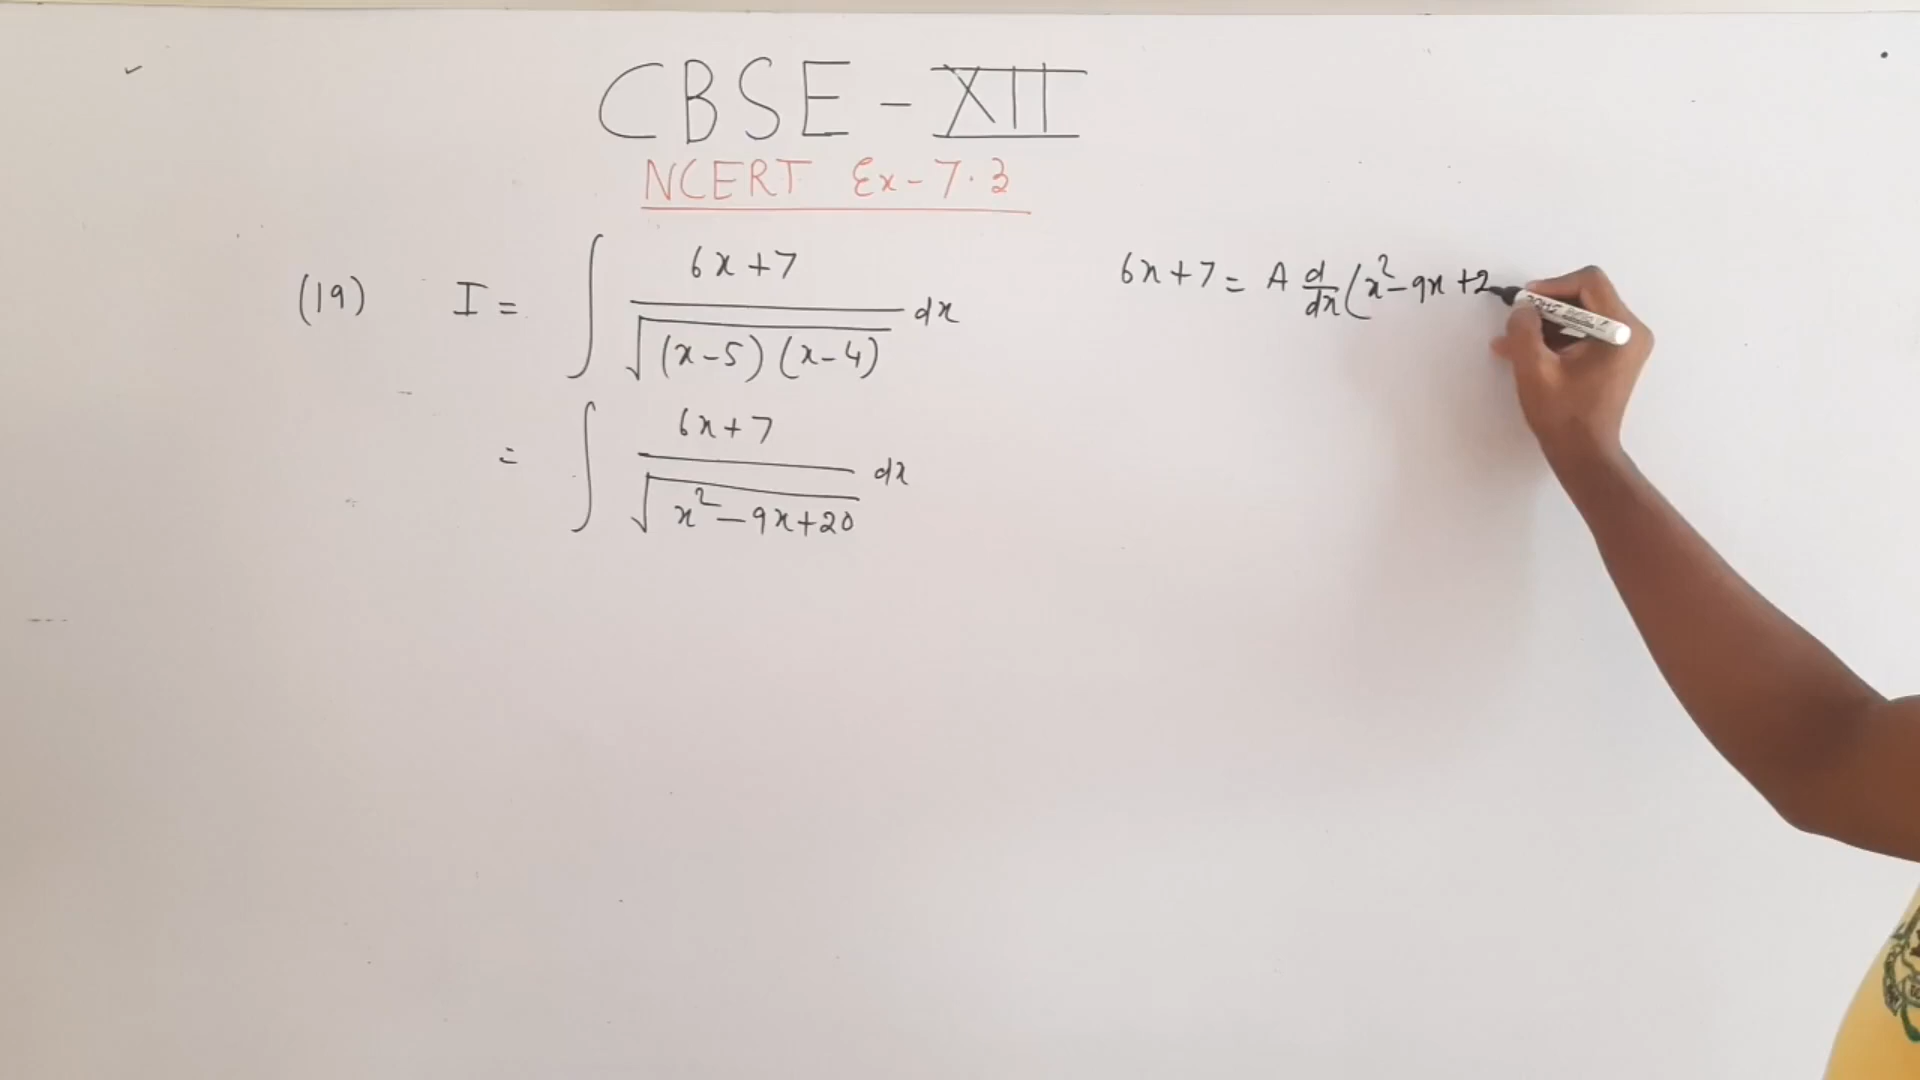 CBSE - XII
NCERT Ex-7.3
(19) I = ∫ (6x+7)/√((x-5)(x-4)) dx
= ∫ (6x+7)/√(x²-9x+20) dx
6x+7 = A d/dx (x²-9x+2